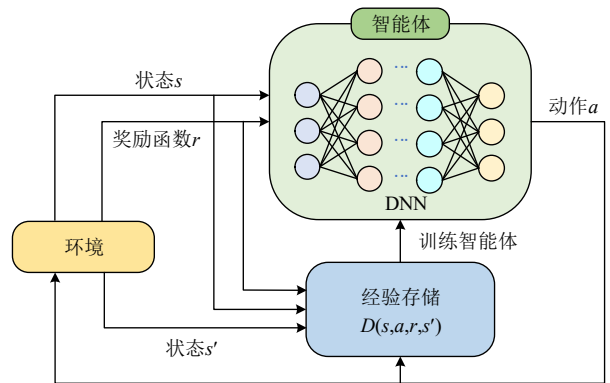 智能体
状态s
奖励函数r
动作a
DNN
环境
训练智能体
经验存储
D(s,a,r,s′)
状态s′